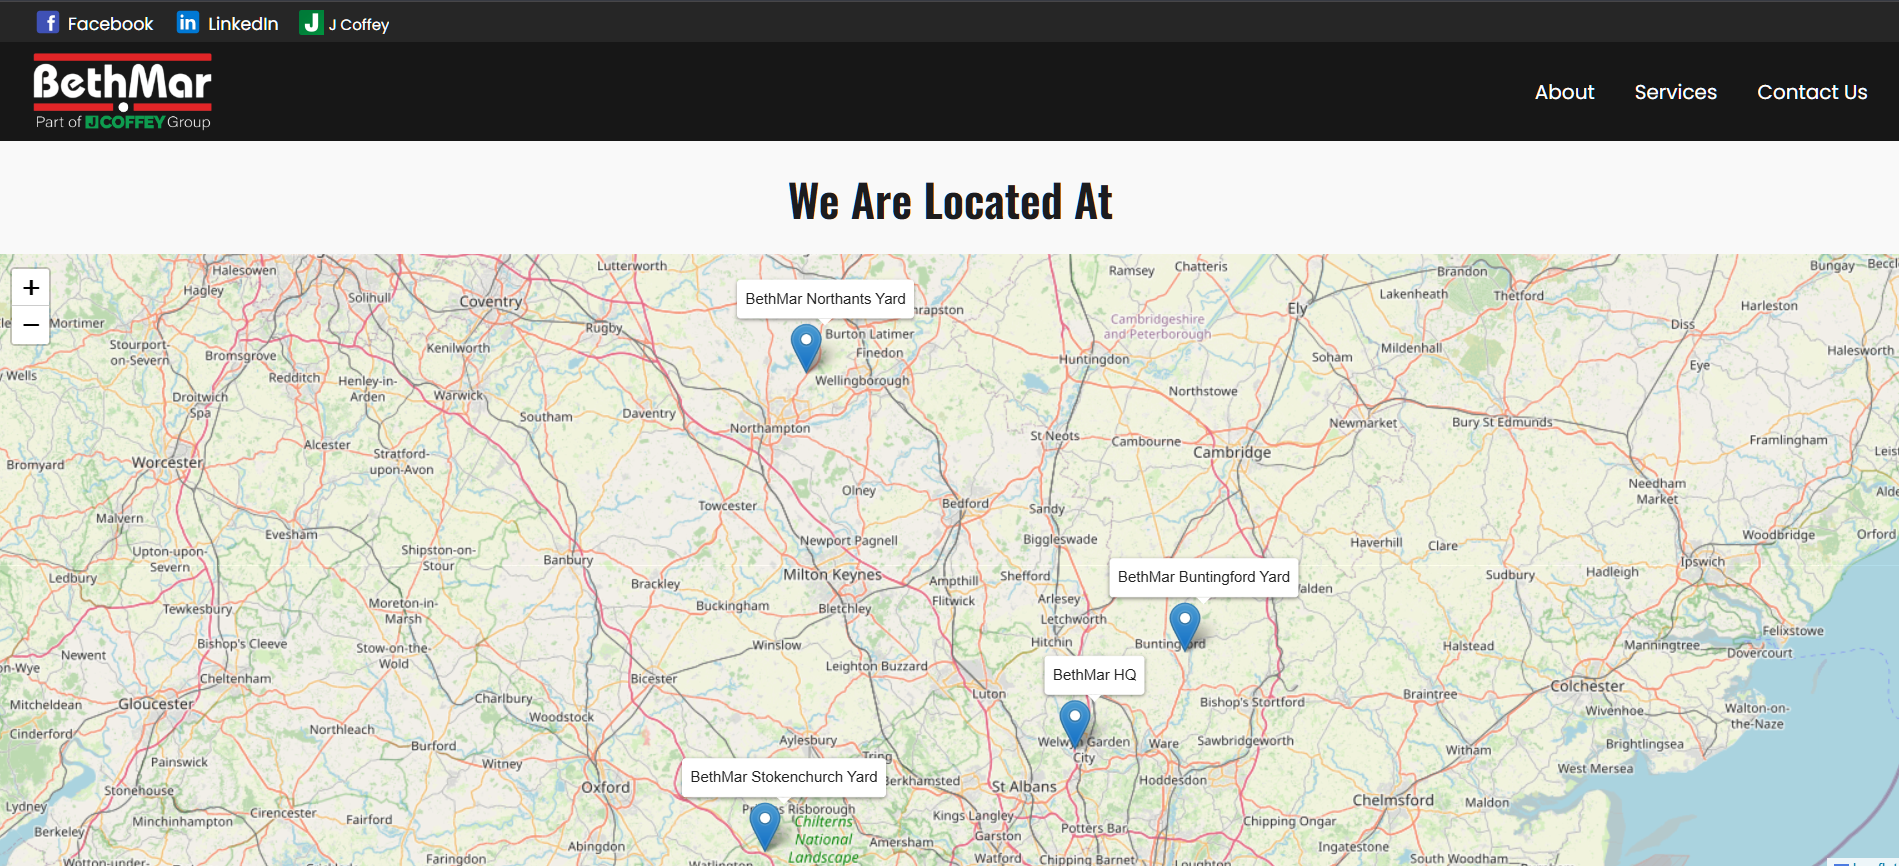 Facebook
LinkedIn
J Coffey
BethMar
Part of JCOFFEY Group
About
Services
Contact Us
We Are Located At
+
−
Halesowen
Hagley
Solihull
Coventry
Lutterworth
BethMar Northants Yard
Ramsey
Chatteris
Brandon
Thetford
Bungay
Lakenheath
Harleston
Ely
Diss
Mortimer
Stourport-
on-Severn
Bromsgrove
Redditch
Kenilworth
Rugby
Burton Latimer
Finedon
Wellingborough
Cambridgeshire
and Peterborough
Huntingdon
Soham
Mildenhall
Eye
Halesworth
Wells
Droitwich
Spa
Henley-in-
Arden
Warwick
Southam
Daventry
Northampton
Northstowe
Newmarket
Bury St Edmunds
Framlingham
Bromyard
Worcester
Alcester
Stratford-
upon-Avon
St Neots
Cambourne
Cambridge
Needham
Market
Malvern
Evesham
Towcester
Olney
Bedford
Sandy
Biggleswade
Newport Pagnell
Haverhill
Clare
Woodbridge
Orford
Upton-upon-
Severn
Shipston-on-
Stour
Banbury
Ipswich
Ledbury
Tewkesbury
Brackley
Milton Keynes
Bletchley
Ampthill
Flitwick
Shefford
BethMar Buntingford Yard
Sudbury
Hadleigh
Moreton-in-
Marsh
Buckingham
Arlesey
Letchworth
Hitchin
Buntingford
Felixstowe
Bishop's Cleeve
Stow-on-the-
Wold
Winslow
Leighton Buzzard
Halstead
Manningtree
Dovercourt
Newent
Cheltenham
Bicester
BethMar HQ
Luton
Bishop's Stortford
Braintree
Colchester
Mitcheldean
Gloucester
Charlbury
Woodstock
Wivenhoe
Walton-on-
the-Naze
Cinderford
Northleach
Burford
Witney
Aylesbury
Tring
Welwyn Garden
City
Ware
Sawbridgeworth
Witham
Brightlingsea
West Mersea
Painswick
Stonehouse
Oxford
BethMar Stokenchurch Yard
Berkhamsted
St Albans
Hoddesdon
Chelmsford
Maldon
Lydney
Minchinhampton
Cirencester
Fairford
Princes Risborough
Chilterns
National
Landscape
Kings Langley
Garston
Potters Bar
Chipping Ongar
Berkeley
Abingdon
Amersham
Watford
Chipping Barnet
Ingatestone
South Woodham
Faringdon
Loughton